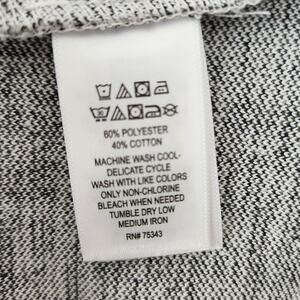 60% POLYESTER
40% COTTON
MACHINE WASH COOL-
DELICATE CYCLE
WASH WITH LIKE COLORS
ONLY NON-CHLORINE
BLEACH WHEN NEEDED
TUMBLE DRY LOW
MEDIUM IRON
RN# 75343